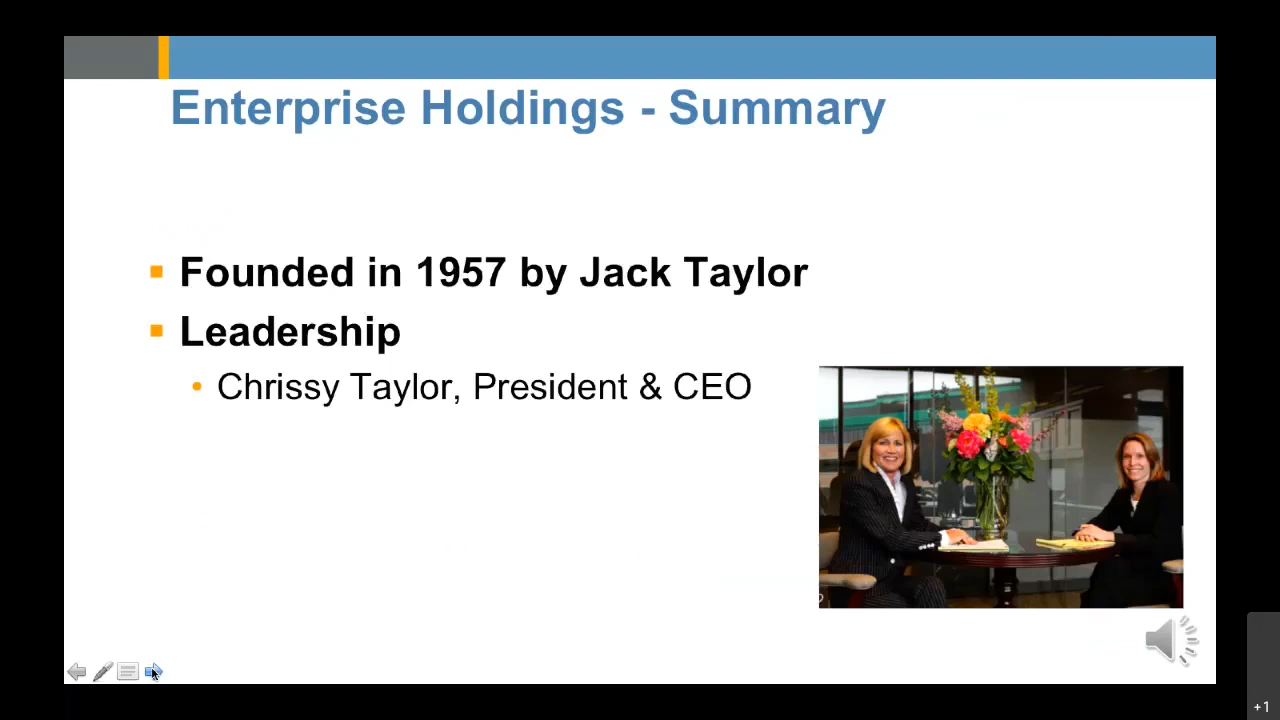 Enterprise Holdings - Summary
Founded in 1957 by Jack Taylor
Leadership
Chrissy Taylor, President & CEO
+1